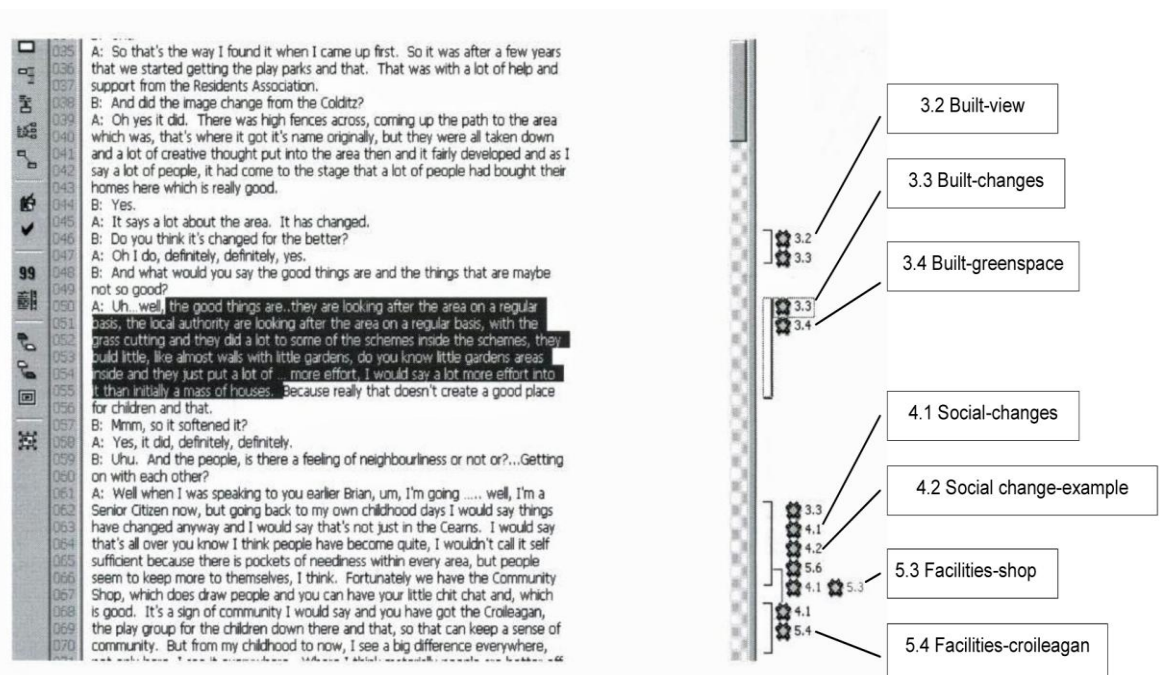 035 A: So that's the way I found it when I came up first. So it was after a few years
036 that we started getting the play parks and that. That was with a lot of help and
037 support from the Residents Association.
038 B: And did the image change from the Colditz?
039 A: Oh yes it did. There was high fences across, coming up the path to the area
040 which was, that's where it got it's name originally, but they were all taken down
041 and a lot of creative thought put into the area then and it fairly developed and as I
042 say a lot of people, it had come to the stage that a lot of people had bought their
043 homes here which is really good.
044 B: Yes.
045 A: It says a lot about the area. It has changed.
046 B: Do you think it's changed for the better?
047 A: Oh I do, definitely, definitely, yes.
048 B: And what would you say the good things are and the things that are maybe
049 not so good?
050 A: Uh...well, the good things are..they are looking after the area on a regular
051 basis, the local authority are looking after the area on a regular basis, with the
052 grass cutting and they did a lot to some of the schemes inside the schemes, they
053 build little, like almost walls with little gardens, do you know little gardens areas
054 inside and they just put a lot of ... more effort, I would say a lot more effort into
055 it than initially a mass of houses. Because really that doesn't create a good place
056 for children and that.
057 B: Mmm, so it softened it?
058 A: Yes, it did, definitely, definitely.
059 B: Uhu. And the people, is there a feeling of neighbourliness or not or?...Getting
060 on with each other?
061 A: Well when I was speaking to you earlier Brian, um, I'm going ..... well, I'm a
062 Senior Citizen now, but going back to my own childhood days I would say things
063 have changed anyway and I would say that's not just in the Cearns. I would say
064 that's all over you know I think people have become quite, I wouldn't call it self
065 sufficient because there is pockets of neediness within every area, but people
066 seem to keep more to themselves, I think. Fortunately we have the Community
067 Shop, which does draw people and you can have your little chit chat and, which
068 is good. It's a sign of community I would say and you have got the Croileagan,
069 the play group for the children down there and that, so that can keep a sense of
070 community. But from my childhood to now, I see a big difference everywhere,
99
3.2
3.3
3.3
3.4
3.3
4.1
4.2
5.6
4.1 5.3
4.1
5.4
3.2 Built-view
3.3 Built-changes
3.4 Built-greenspace
4.1 Social-changes
4.2 Social change-example
5.3 Facilities-shop
5.4 Facilities-croileagan